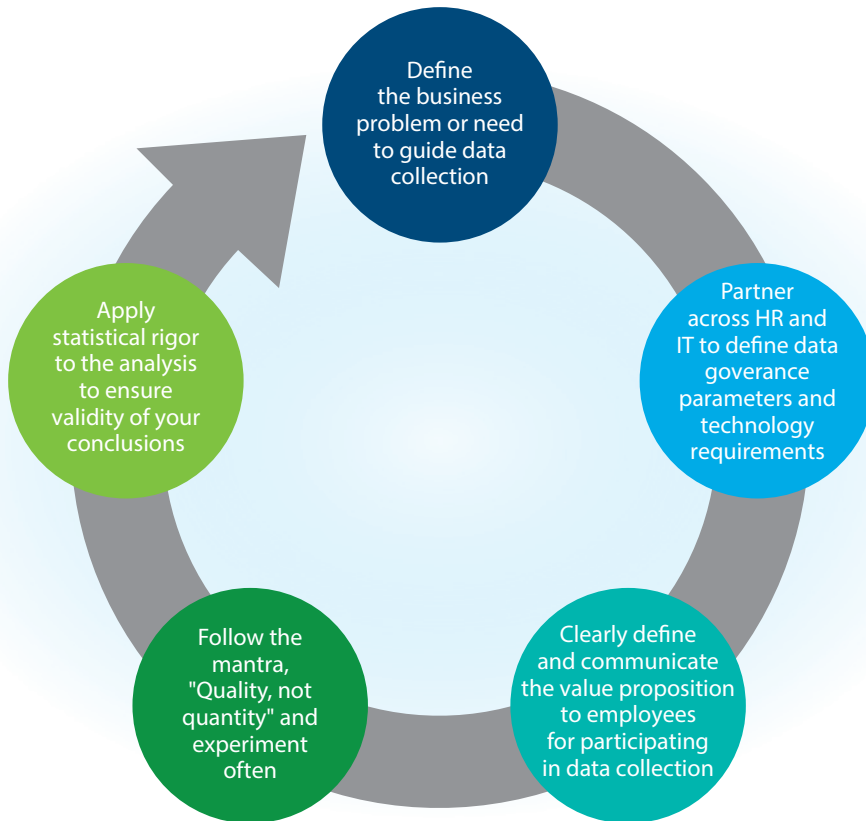 Define
the business
problem or need
to guide data
collection
Partner
across HR and
IT to define data
goverance
parameters and
technology
requirements
Clearly define
and communicate
the value proposition
to employees
for participating
in data collection
Follow the
mantra,
"Quality, not
quantity" and
experiment
often
Apply
statistical rigor
to the analysis
to ensure
validity of your
conclusions